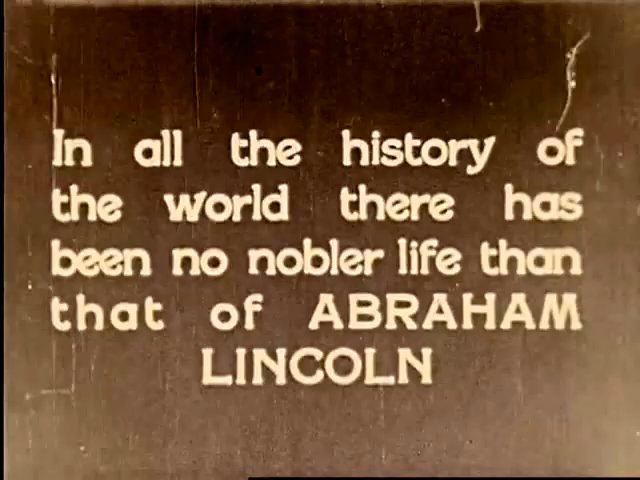 In all the history of
the world there has
been no nobler life than
that of ABRAHAM
LINCOLN